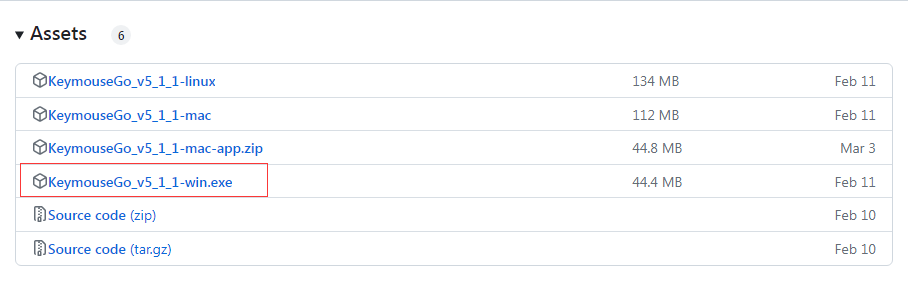 Assets 6
KeymouseGo_v5_1_1-linux 134 MB Feb 11
KeymouseGo_v5_1_1-mac 112 MB Feb 11
KeymouseGo_v5_1_1-mac-app.zip 44.8 MB Mar 3
KeymouseGo_v5_1_1-win.exe 44.4 MB Feb 11
Source code (zip) Feb 10
Source code (tar.gz) Feb 10